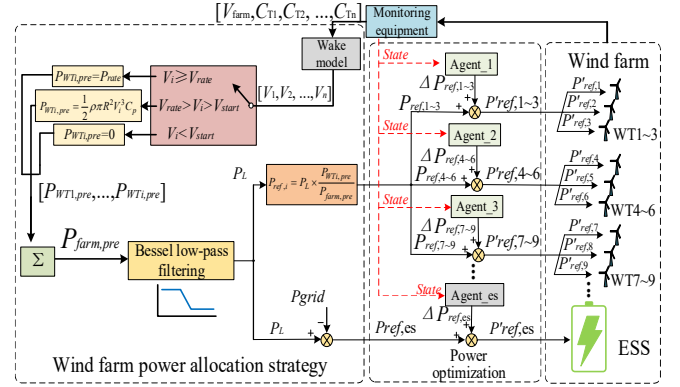 [V_farm,C_T1,C_T2, ...,C_Tn]
Monitoring
equipment
Wind farm
Wake
model
[V_1,V_2, ...,V_n]
P_WTi,pre=P_rate
V_i≥V_rate
P_WTi,pre = 1/2 ρπR²V_i³C_p
V_rate>V_i>V_start
P_WTi,pre=0
V_i<V_start
[P_WT1,pre,...,P_WTi,pre]
Σ
P_farm,pre
Bessel low-pass
filtering
P_L
P_ref,i = P_L × P_WTi,pre / P_farm,pre
Pgrid
P_L
−
+
Wind farm power allocation strategy
State
Agent_1
Δ P_ref,1~3
P_ref,1~3
+
+
P'ref,1~3
State
Agent_2
Δ P_ref,4~6
P_ref,4~6
+
+
P'ref,4~6
State
Agent_3
Δ P_ref,7~9
P_ref,7~9
+
+
P'ref,7~9
State
Agent_es
Δ P_ref,es
Pref,es
+
+
P'ref,es
Power
optimization
P'_ref,1
P'_ref,2
P'_ref,3
WT1~3
P'_ref,4
P'_ref,5
P'_ref,6
WT4~6
P'_ref,7
P'_ref,8
P'_ref,9
WT7~9
ESS